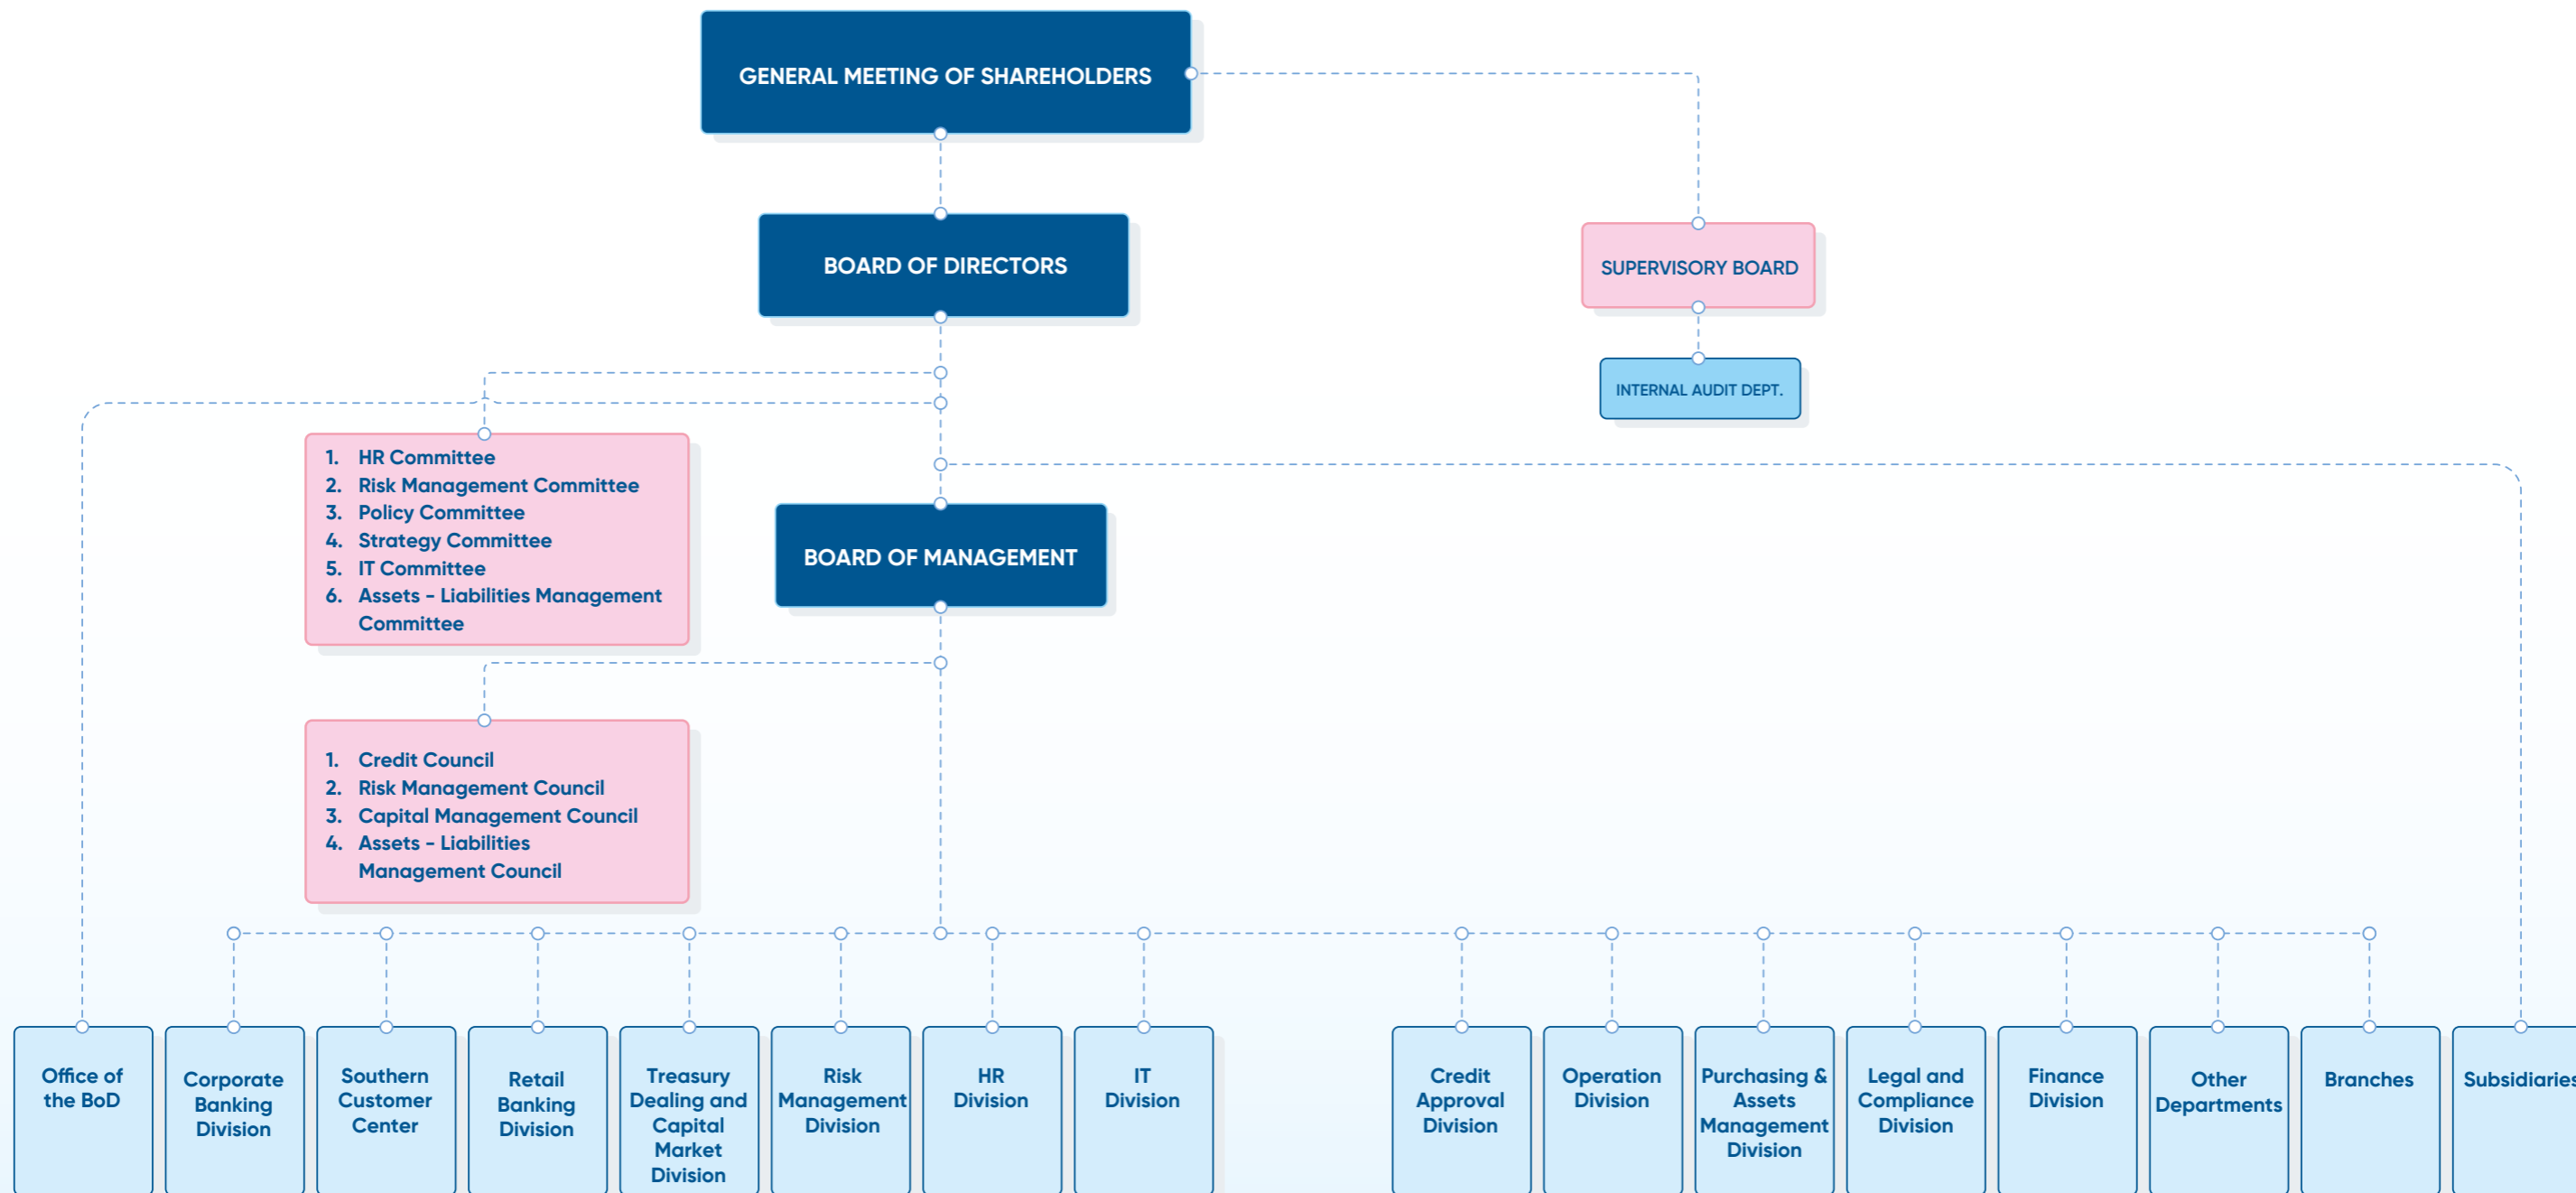 GENERAL MEETING OF SHAREHOLDERS
BOARD OF DIRECTORS
SUPERVISORY BOARD
INTERNAL AUDIT DEPT.
1. HR Committee
2. Risk Management Committee
3. Policy Committee
4. Strategy Committee
5. IT Committee
6. Assets - Liabilities Management
Committee
BOARD OF MANAGEMENT
1. Credit Council
2. Risk Management Council
3. Capital Management Council
4. Assets - Liabilities
Management Council
Office of
the BoD
Corporate
Banking
Division
Southern
Customer
Center
Retail
Banking
Division
Treasury
Dealing and
Capital
Market
Division
Risk
Management
Division
HR
Division
IT
Division
Credit
Approval
Division
Operation
Division
Purchasing &
Assets
Management
Division
Legal and
Compliance
Division
Finance
Division
Other
Departments
Branches
Subsidiaries